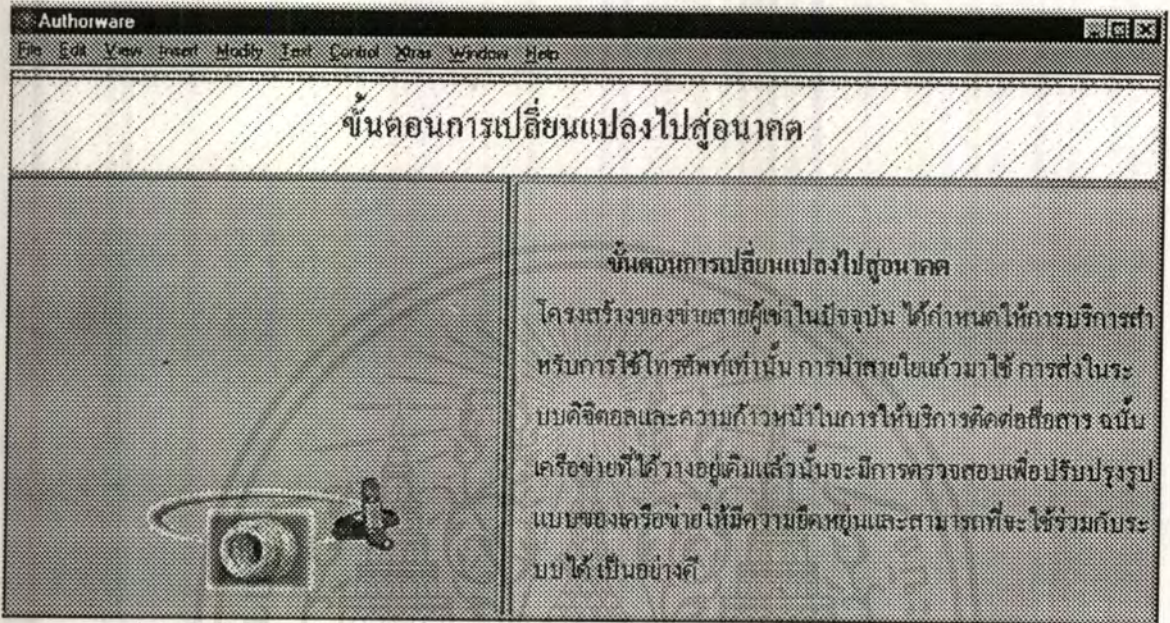 Authorware
File Edit View Insert Modify Text Control Xtras Window Help
ขั้นตอนการเปลี่ยนแปลงไปสู่อนาคต
ขั้นตอนการเปลี่ยนแปลงไปสู่อนาคต
โครงสร้างของข่ายสายผู้เช่าในปัจจุบัน ได้กำหนดให้การบริการสำ
หรับการใช้โทรศัพท์เท่านั้น การนำสายใยแก้วมาใช้ การส่งในระ
บบดิจิตอลและความก้าวหน้าในการให้บริการติดต่อสื่อสาร ฉนั้น
เครือข่ายที่ได้วางอยู่เดิมแล้วนั้นจะมีการตรวจสอบเพื่อปรับปรุงรูป
แบบของเครือข่ายให้มีความยืดหยุ่นและสามารถที่จะใช้ร่วมกับระ
บบได้ เป็นอย่างดี